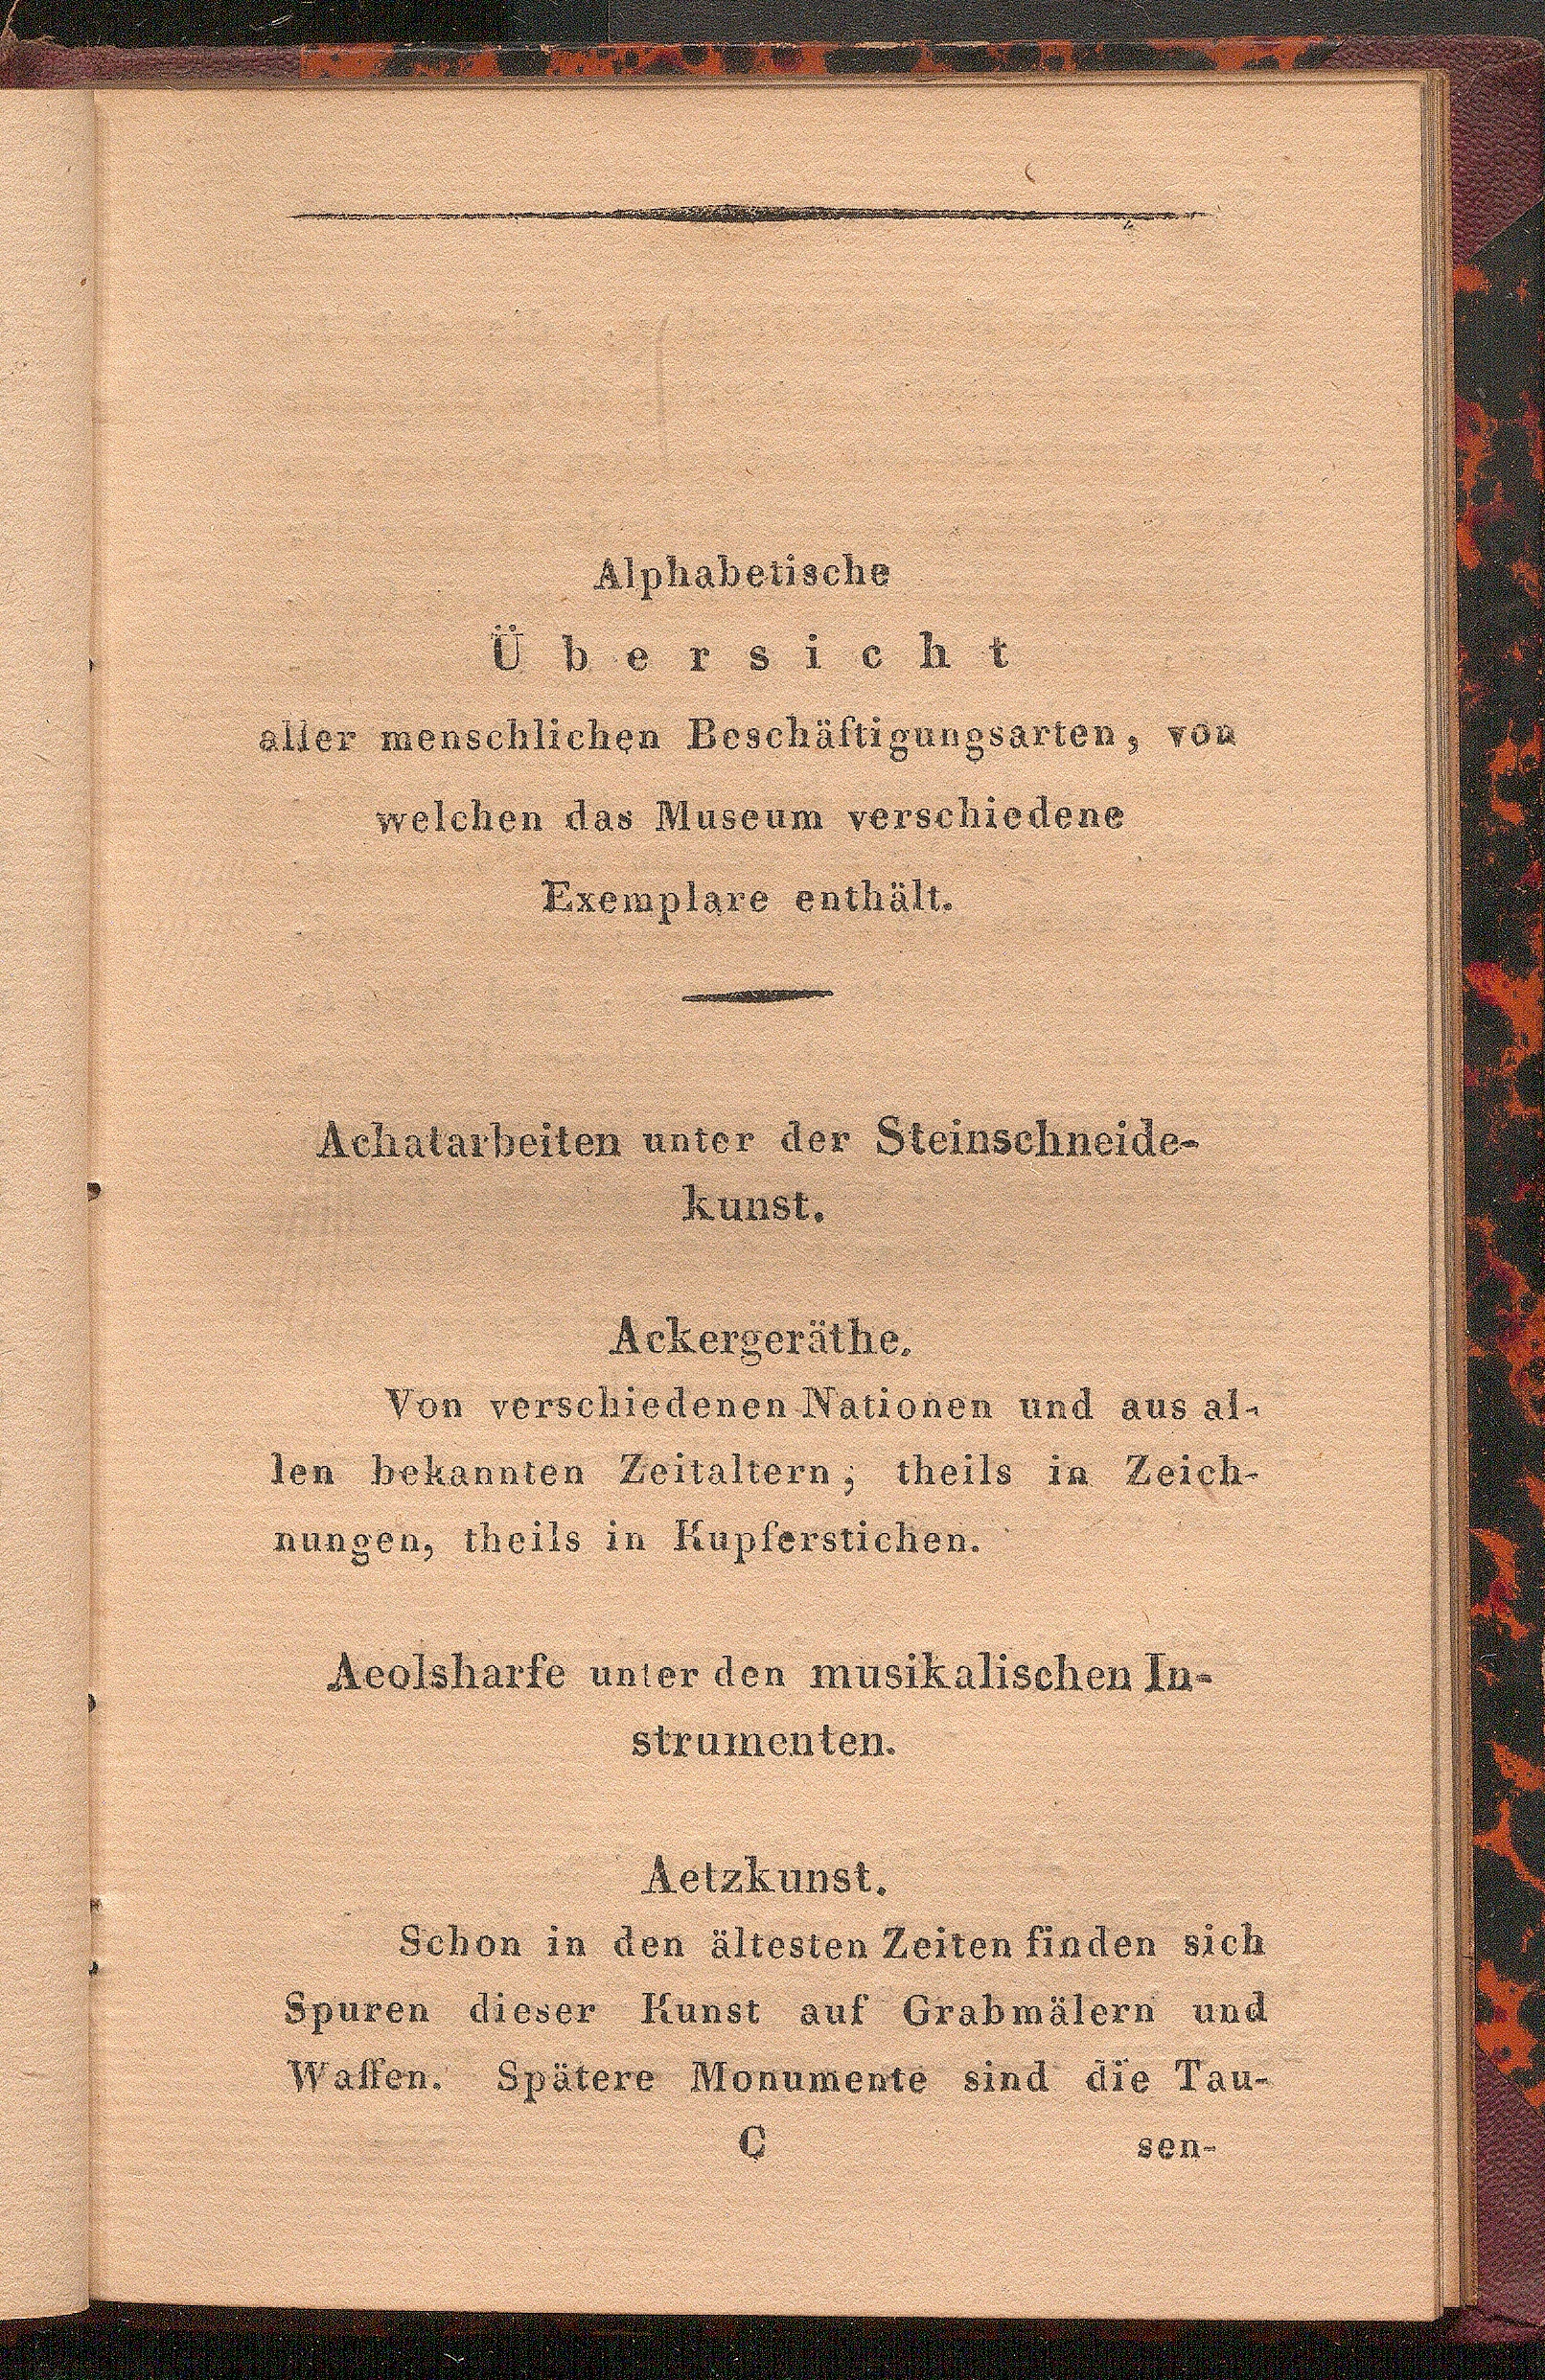 Alphabetische
Übersicht
aller menschlichen Beschäftigungsarten, von
welchen das Museum verschiedene
Exemplare enthält.
Achatarbeiten unter der Steinschneide-
kunst.
Ackergeräthe.
Von verschiedenen Nationen und aus al-
len bekannten Zeitaltern; theils in Zeich-
nungen, theils in Kupferstichen.
Aeolsharfe unter den musikalischen In-
strumenten.
Aetzkunst.
Schon in den ältesten Zeiten finden sich
Spuren dieser Kunst auf Grabmälern und
Waffen. Spätere Monumente sind die Tau-
C sen-